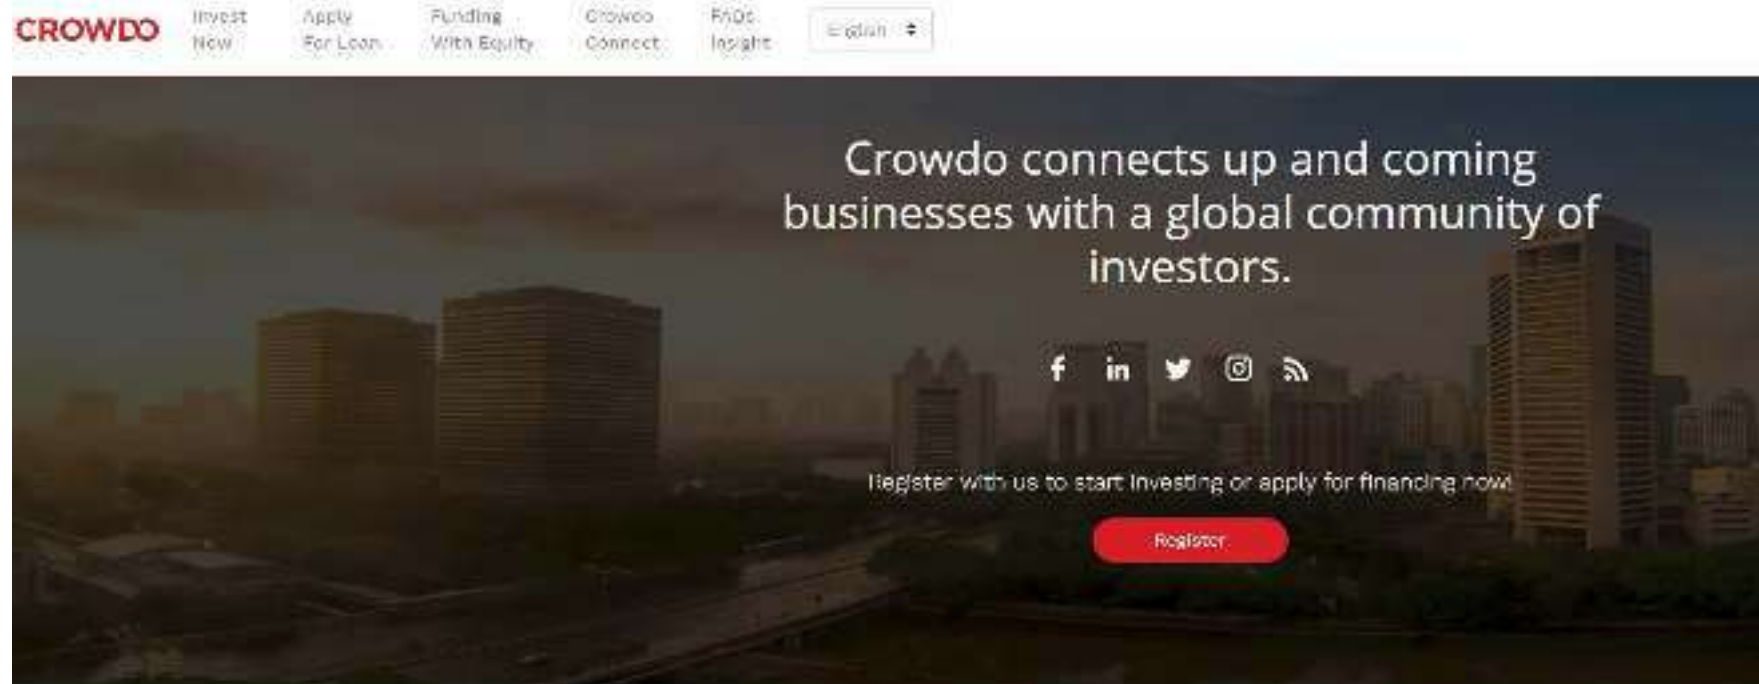 CROWDO
Invest
Now
Apply
For Loan
Funding
With Equity
Crowdo
Connect
FAQs
Insight
English
Crowdo connects up and coming
businesses with a global community of
investors.
Register with us to start investing or apply for financing now!
Register